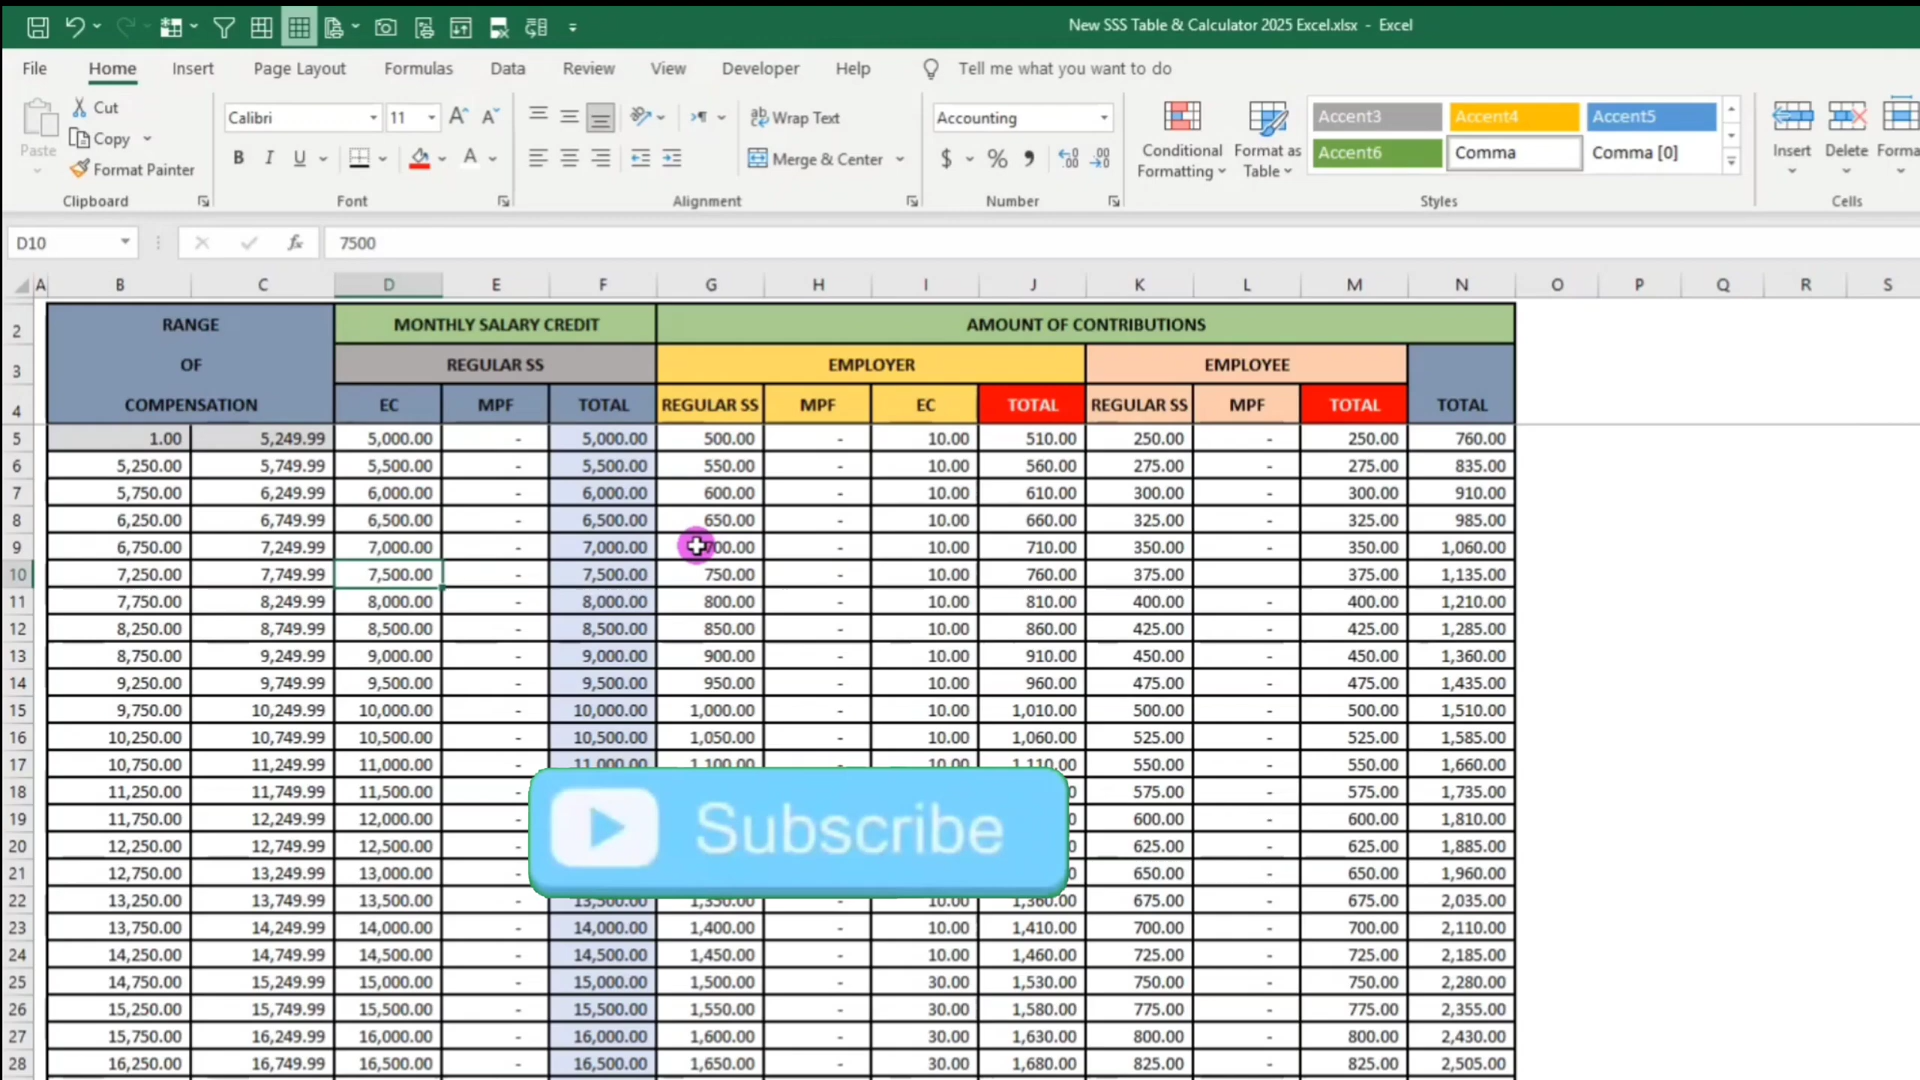 New SSS Table & Calculator 2025 Excel.xlsx - Excel
File Home Insert Page Layout Formulas Data Review View Developer Help Tell me what you want to do
Paste Cut Copy Format Painter Clipboard
Calibri 11 B I U A Font
ab Wrap Text Merge & Center Alignment
Accounting $ % Number
Conditional Formatting Format as Table
Accent3 Accent4 Accent5
Accent6 Comma Comma [0]
Styles
Insert Delete Forma
Cells
D10 fx 7500
A B C D E F G H I J K L M N O P Q R S
2 RANGE MONTHLY SALARY CREDIT AMOUNT OF CONTRIBUTIONS
3 OF REGULAR SS EMPLOYER EMPLOYEE
4 COMPENSATION EC MPF TOTAL REGULAR SS MPF EC TOTAL REGULAR SS MPF TOTAL TOTAL
5 1.00 5,249.99 5,000.00 - 5,000.00 500.00 - 10.00 510.00 250.00 - 250.00 760.00
6 5,250.00 5,749.99 5,500.00 - 5,500.00 550.00 - 10.00 560.00 275.00 - 275.00 835.00
7 5,750.00 6,249.99 6,000.00 - 6,000.00 600.00 - 10.00 610.00 300.00 - 300.00 910.00
8 6,250.00 6,749.99 6,500.00 - 6,500.00 650.00 - 10.00 660.00 325.00 - 325.00 985.00
9 6,750.00 7,249.99 7,000.00 - 7,000.00 700.00 - 10.00 710.00 350.00 - 350.00 1,060.00
10 7,250.00 7,749.99 7,500.00 - 7,500.00 750.00 - 10.00 760.00 375.00 - 375.00 1,135.00
11 7,750.00 8,249.99 8,000.00 - 8,000.00 800.00 - 10.00 810.00 400.00 - 400.00 1,210.00
12 8,250.00 8,749.99 8,500.00 - 8,500.00 850.00 - 10.00 860.00 425.00 - 425.00 1,285.00
13 8,750.00 9,249.99 9,000.00 - 9,000.00 900.00 - 10.00 910.00 450.00 - 450.00 1,360.00
14 9,250.00 9,749.99 9,500.00 - 9,500.00 950.00 - 10.00 960.00 475.00 - 475.00 1,435.00
15 9,750.00 10,249.99 10,000.00 - 10,000.00 1,000.00 - 10.00 1,010.00 500.00 - 500.00 1,510.00
16 10,250.00 10,749.99 10,500.00 - 10,500.00 1,050.00 - 10.00 1,060.00 525.00 - 525.00 1,585.00
17 10,750.00 11,249.99 11,000.00 - 11,000.00 1,100.00 - 10.00 1,110.00 550.00 - 550.00 1,660.00
18 11,250.00 11,749.99 11,500.00 - 575.00 - 575.00 1,735.00
19 11,750.00 12,249.99 12,000.00 - 600.00 - 600.00 1,810.00
Subscribe
20 12,250.00 12,749.99 12,500.00 - 625.00 - 625.00 1,885.00
21 12,750.00 13,249.99 13,000.00 - 650.00 - 650.00 1,960.00
22 13,250.00 13,749.99 13,500.00 - 13,500.00 1,350.00 - 10.00 1,360.00 675.00 - 675.00 2,035.00
23 13,750.00 14,249.99 14,000.00 - 14,000.00 1,400.00 - 10.00 1,410.00 700.00 - 700.00 2,110.00
24 14,250.00 14,749.99 14,500.00 - 14,500.00 1,450.00 - 10.00 1,460.00 725.00 - 725.00 2,185.00
25 14,750.00 15,249.99 15,000.00 - 15,000.00 1,500.00 - 30.00 1,530.00 750.00 - 750.00 2,280.00
26 15,250.00 15,749.99 15,500.00 - 15,500.00 1,550.00 - 30.00 1,580.00 775.00 - 775.00 2,355.00
27 15,750.00 16,249.99 16,000.00 - 16,000.00 1,600.00 - 30.00 1,630.00 800.00 - 800.00 2,430.00
28 16,250.00 16,749.99 16,500.00 - 16,500.00 1,650.00 - 30.00 1,680.00 825.00 - 825.00 2,505.00